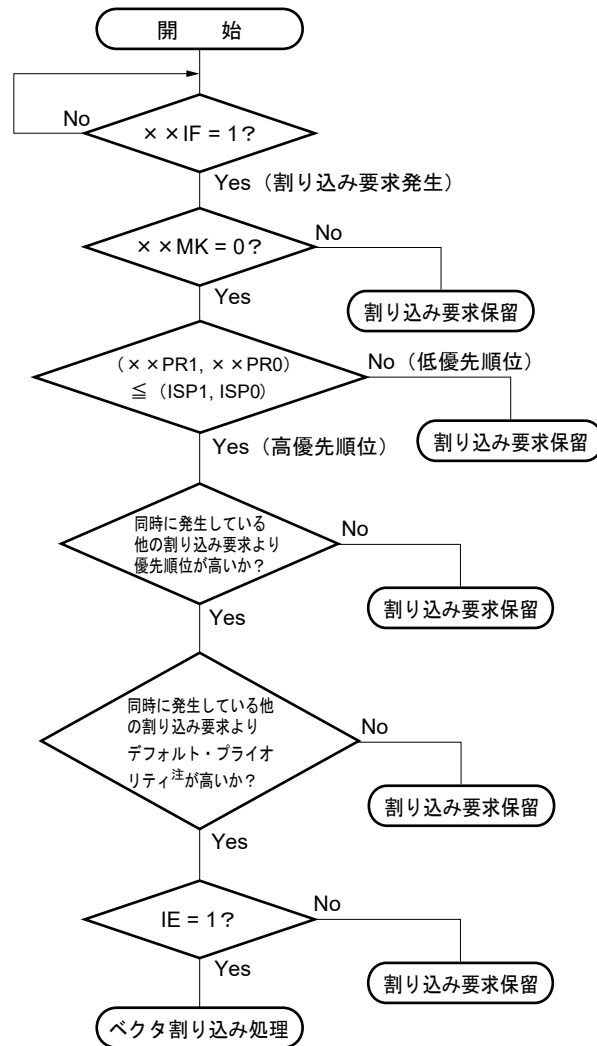 開 始
No
××IF = 1?
Yes(割り込み要求発生)
××MK = 0?
No
割り込み要求保留
Yes
(××PR1, ××PR0)
≦ (ISP1, ISP0)
No(低優先順位)
割り込み要求保留
Yes(高優先順位)
同時に発生している
他の割り込み要求より
優先順位が高いか?
No
割り込み要求保留
Yes
同時に発生している他
の割り込み要求より
デフォルト・プライオ
リティ注が高いか?
No
割り込み要求保留
Yes
IE = 1?
No
割り込み要求保留
Yes
ベクタ割り込み処理